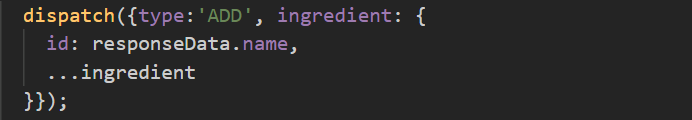 dispatch({type:'ADD', ingredient: {
id: responseData.name,
...ingredient
}});